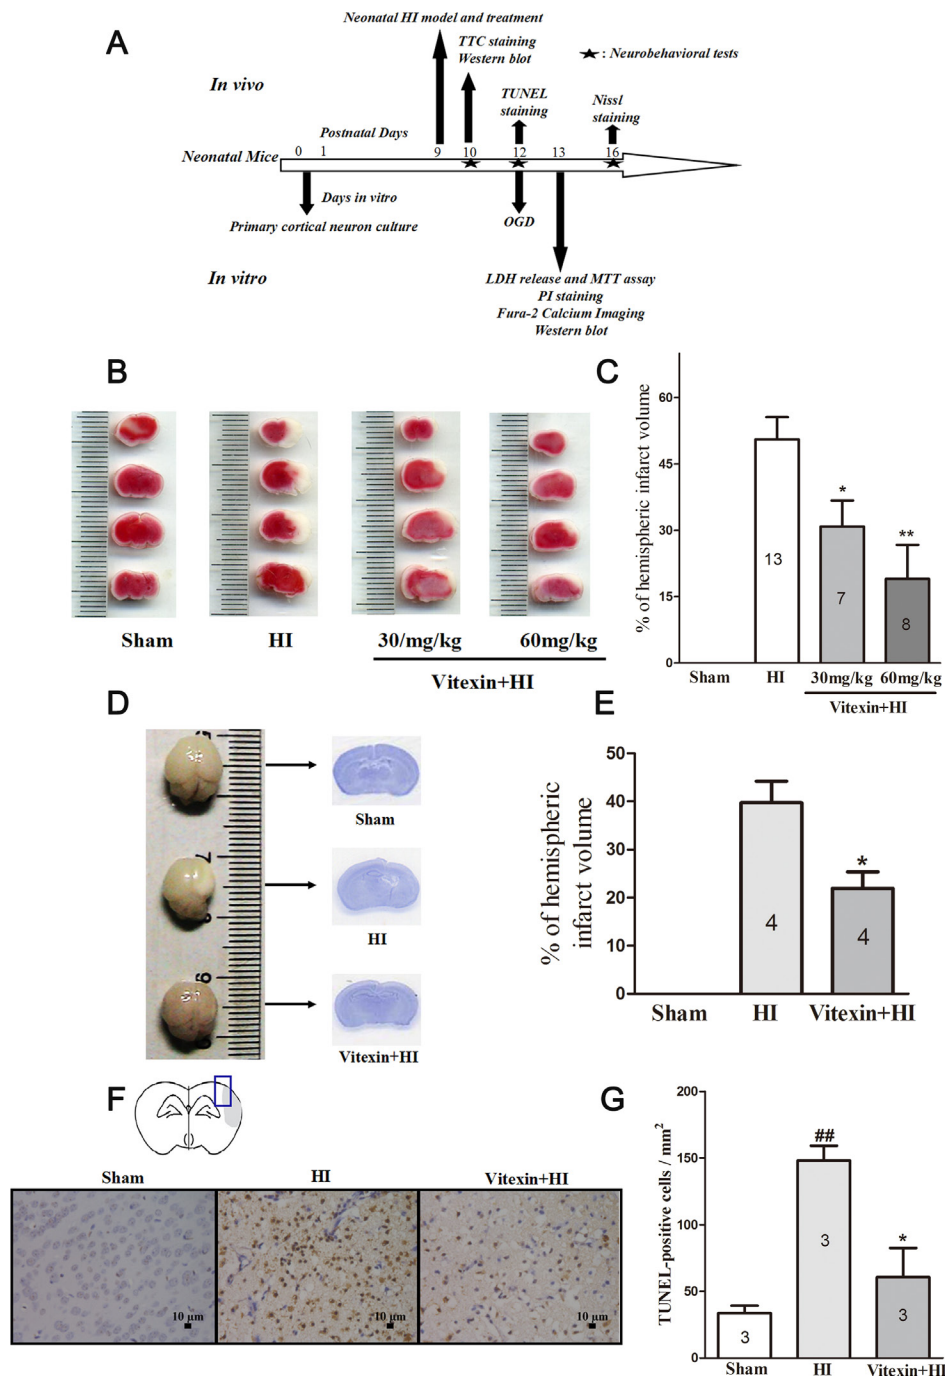 A
Neonatal HI model and treatment
TTC staining
Western blot
★: Neurobehavioral tests
In vivo
TUNEL
staining
Nissl
staining
Postnatal Days
0 1 9 10 12 13 16
Neonatal Mice
Days in vitro
Primary cortical neuron culture
OGD
In vitro
LDH release and MTT assay
PI staining
Fura-2 Calcium Imaging
Western blot
B
Sham
HI
30/mg/kg
60mg/kg
Vitexin+HI
C
% of hemispheric infarct volume
60
45
30
15
0
13
*
7
**
8
Sham
HI
30mg/kg
60mg/kg
Vitexin+HI
D
5
7
8
9
Sham
HI
Vitexin+HI
E
% of hemispheric
infarct volume
50
40
30
20
10
0
4
*
4
Sham
HI
Vitexin+HI
F
Sham
HI
Vitexin+HI
10 μm
10 μm
10 μm
G
TUNEL-positive cells / mm²
200
150
100
50
0
3
##
3
*
3
Sham
HI
Vitexin+HI